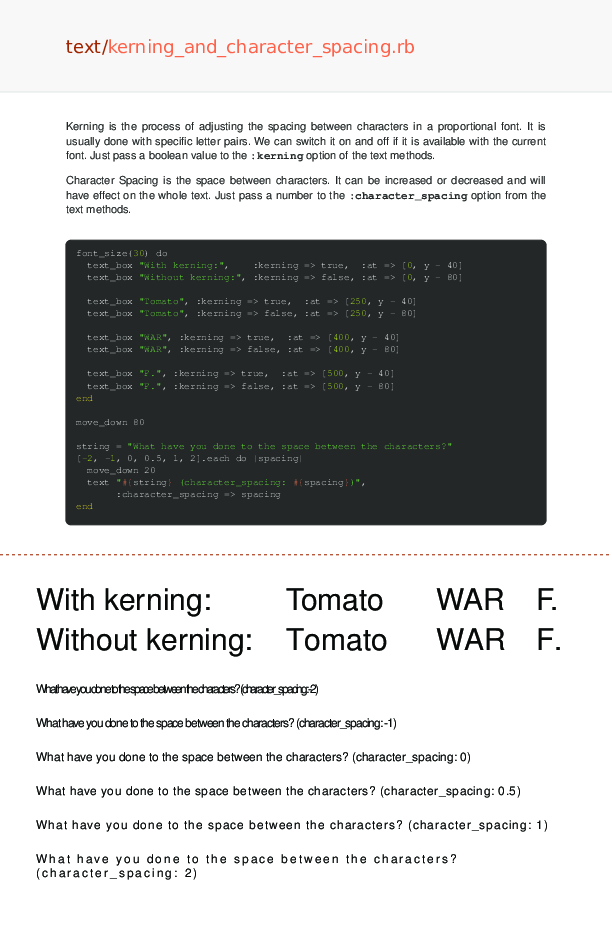 text/kerning_and_character_spacing.rb
Kerning is the process of adjusting the spacing between characters in a proportional font. It is
usually done with specific letter pairs. We can switch it on and off if it is available with the current
font. Just pass a boolean value to the :kerning option of the text methods.
Character Spacing is the space between characters. It can be increased or decreased and will
have effect on the whole text. Just pass a number to the :character_spacing option from the
text methods.
font_size(30) do
  text_box "With kerning:",    :kerning => true,  :at => [0, y - 40]
  text_box "Without kerning:", :kerning => false, :at => [0, y - 80]
  text_box "Tomato", :kerning => true,  :at => [250, y - 40]
  text_box "Tomato", :kerning => false, :at => [250, y - 80]
  text_box "WAR", :kerning => true,  :at => [400, y - 40]
  text_box "WAR", :kerning => false, :at => [400, y - 80]
  text_box "F.", :kerning => true,  :at => [500, y - 40]
  text_box "F.", :kerning => false, :at => [500, y - 80]
end
move_down 80
string = "What have you done to the space between the characters?"
[-2, -1, 0, 0.5, 1, 2].each do |spacing|
  move_down 20
  text "#{string} (character_spacing: #{spacing})",
       :character_spacing => spacing
end
With kerning: Tomato WAR F.
Without kerning: Tomato WAR F.
What have you done to the space between the characters? (character_spacing: -2)
What have you done to the space between the characters? (character_spacing: -1)
What have you done to the space between the characters? (character_spacing: 0)
What have you done to the space between the characters? (character_spacing: 0.5)
What have you done to the space between the characters? (character_spacing: 1)
What have you done to the space between the characters?
(character_spacing: 2)